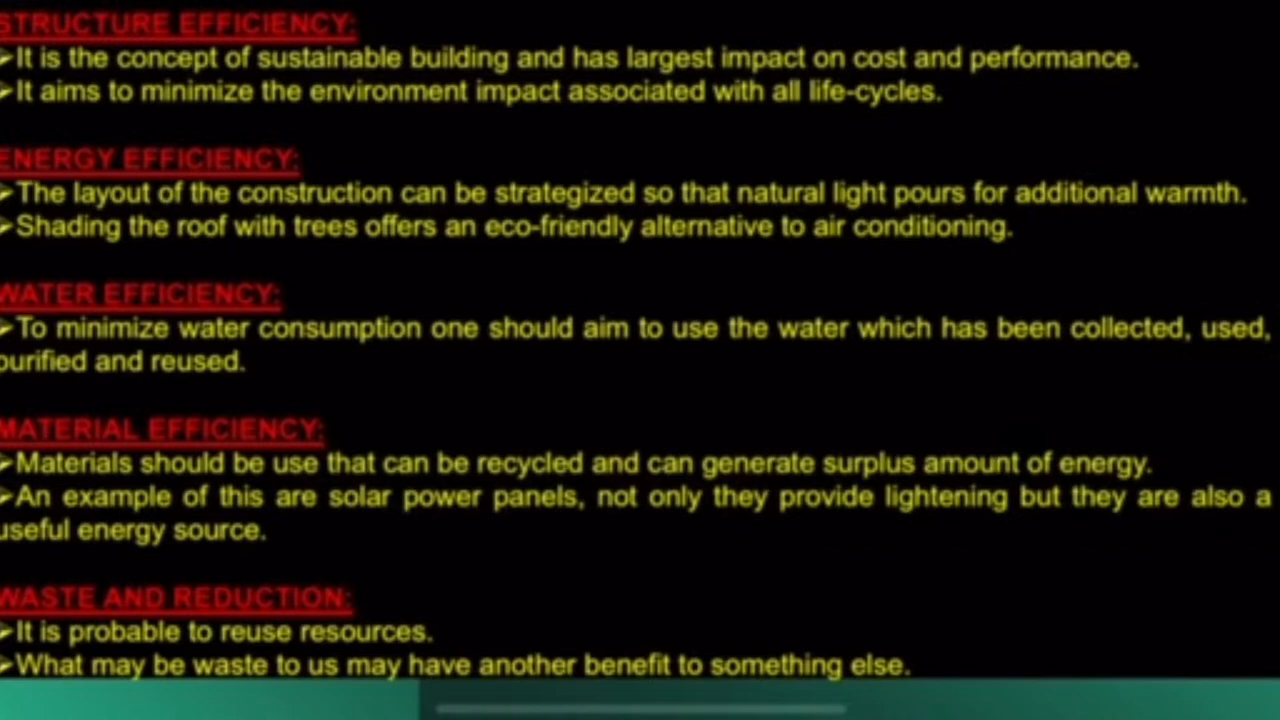 STRUCTURE EFFICIENCY:
➢It is the concept of sustainable building and has largest impact on cost and performance.
➢It aims to minimize the environment impact associated with all life-cycles.
ENERGY EFFICIENCY:
➢The layout of the construction can be strategized so that natural light pours for additional warmth.
➢Shading the roof with trees offers an eco-friendly alternative to air conditioning.
WATER EFFICIENCY:
➢To minimize water consumption one should aim to use the water which has been collected, used,
purified and reused.
MATERIAL EFFICIENCY:
➢Materials should be use that can be recycled and can generate surplus amount of energy.
➢An example of this are solar power panels, not only they provide lightening but they are also a
useful energy source.
WASTE AND REDUCTION:
➢It is probable to reuse resources.
➢What may be waste to us may have another benefit to something else.